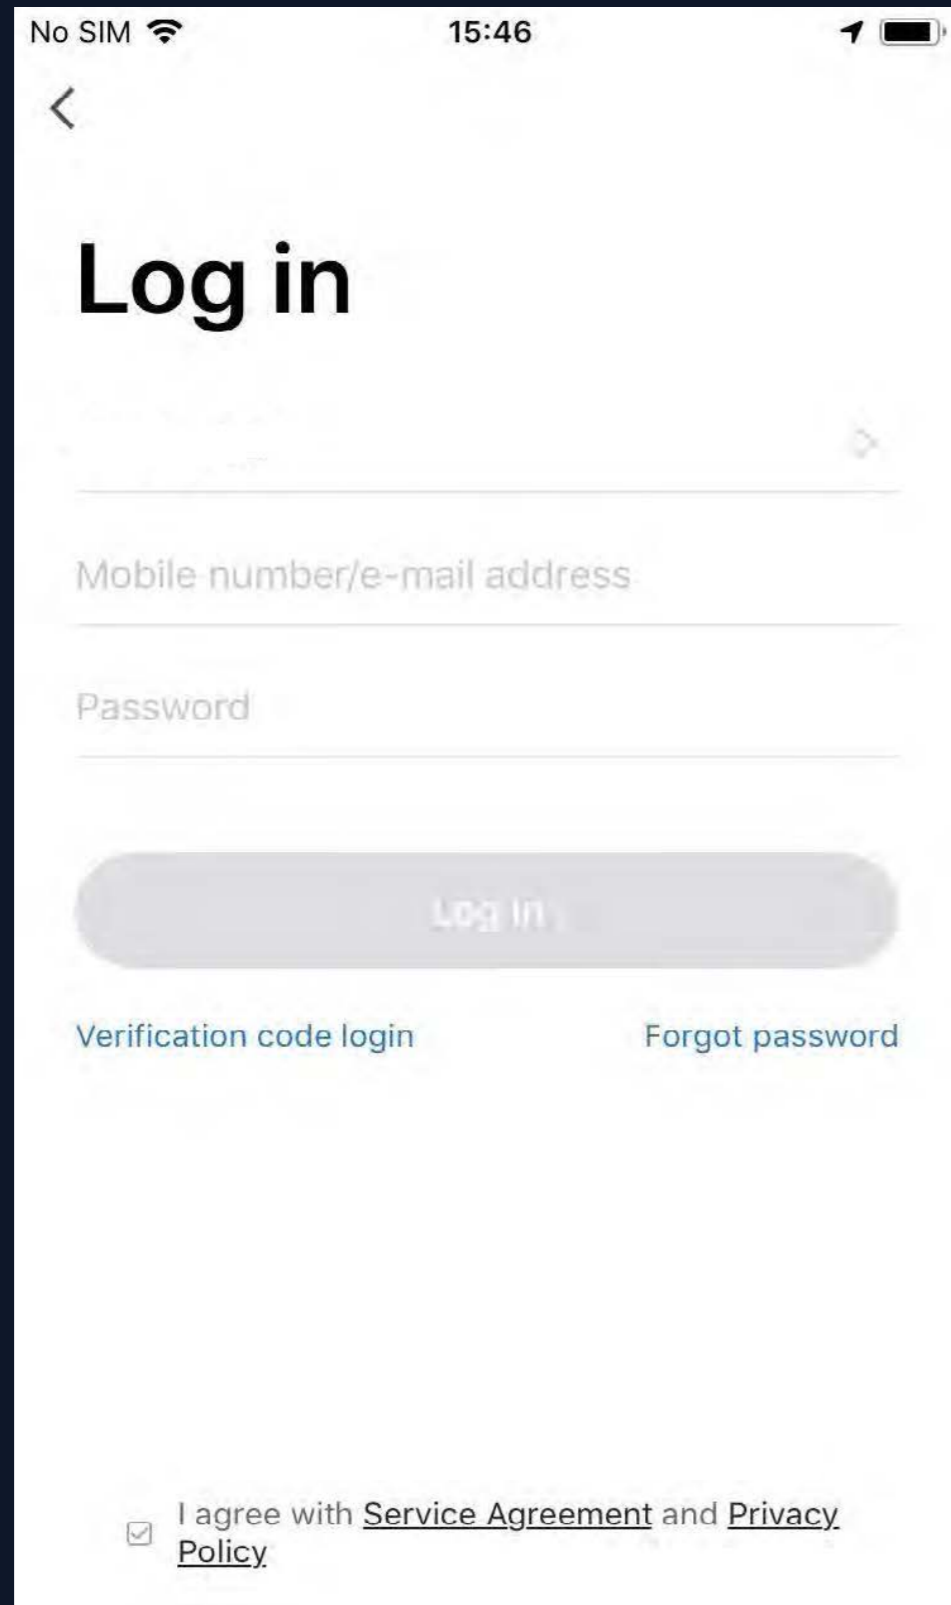 No SIM 15:46
Log in
Mobile number/e-mail address
Password
Log in
Verification code login Forgot password
I agree with Service Agreement and Privacy
Policy